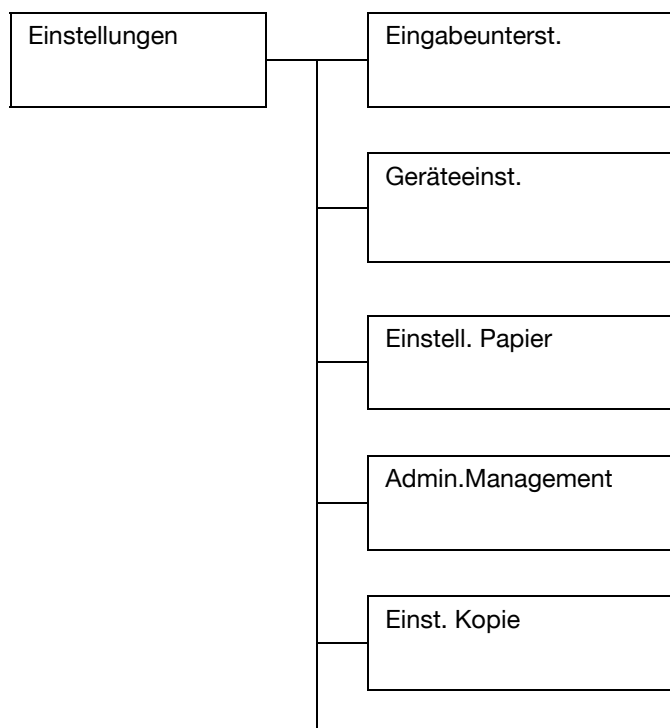 Einstellungen
Eingabeunterst.
Geräteeinst.
Einstell. Papier
Admin.Management
Einst. Kopie